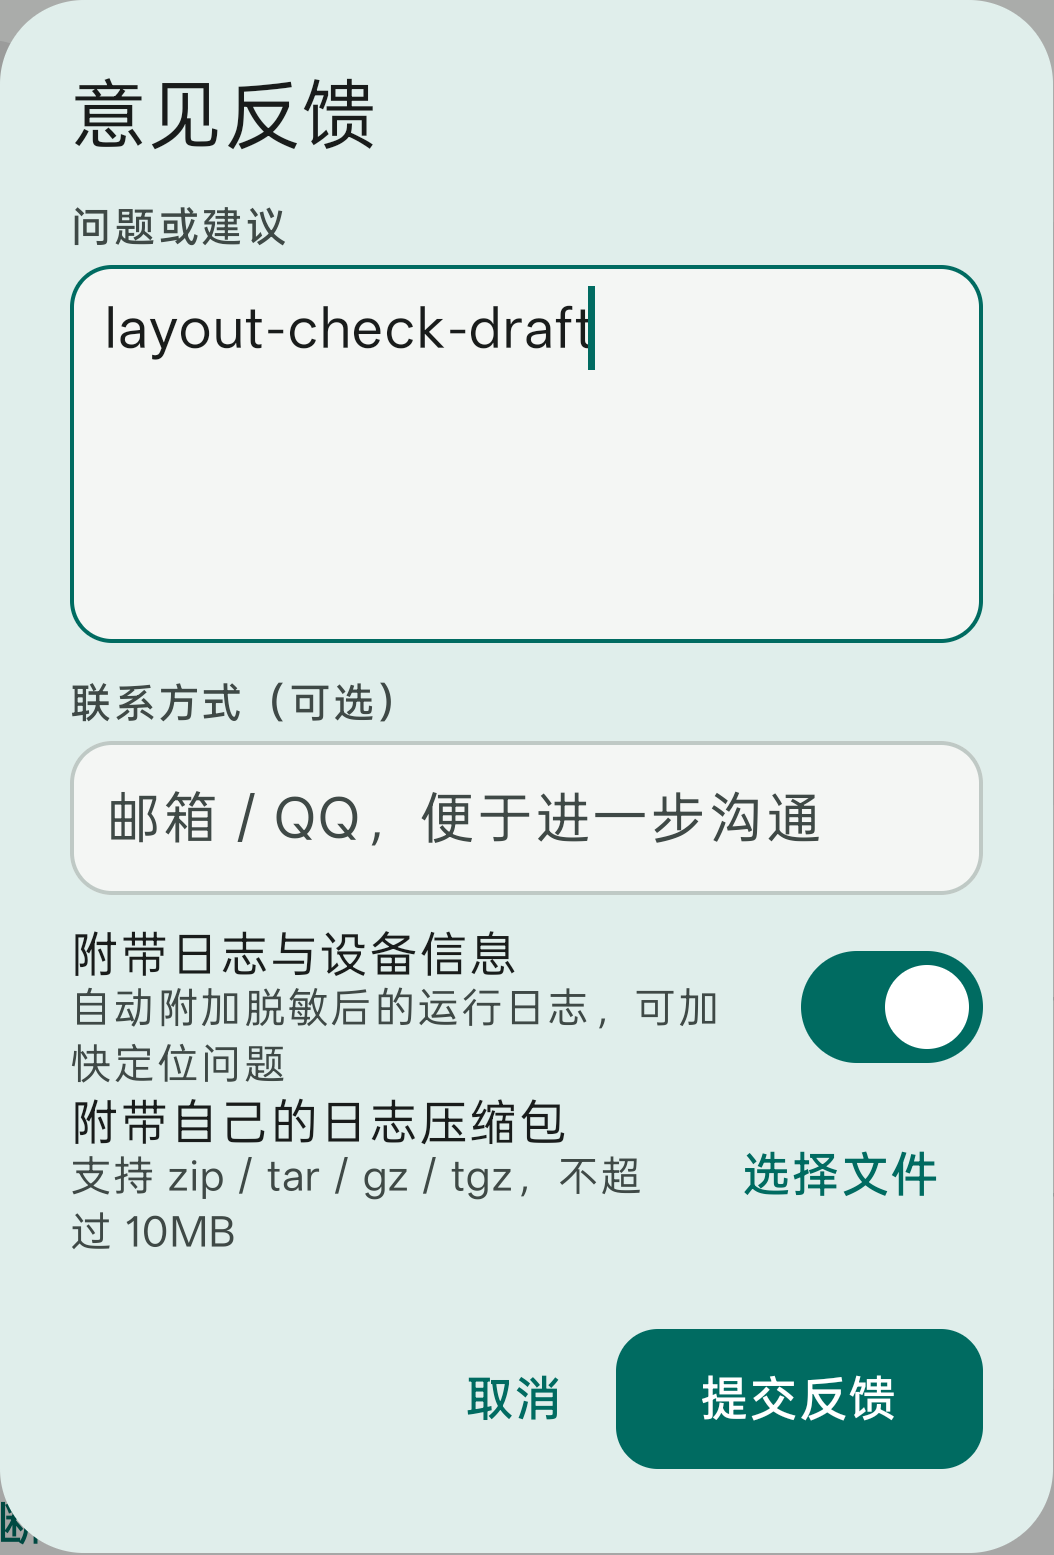 意见反馈
问题或建议
layout-check-draft
联系方式（可选）
邮箱 / QQ，便于进一步沟通
附带日志与设备信息
自动附加脱敏后的运行日志，可加
快定位问题
附带自己的日志压缩包
支持 zip / tar / gz / tgz，不超
过 10MB
选择文件
取消
提交反馈